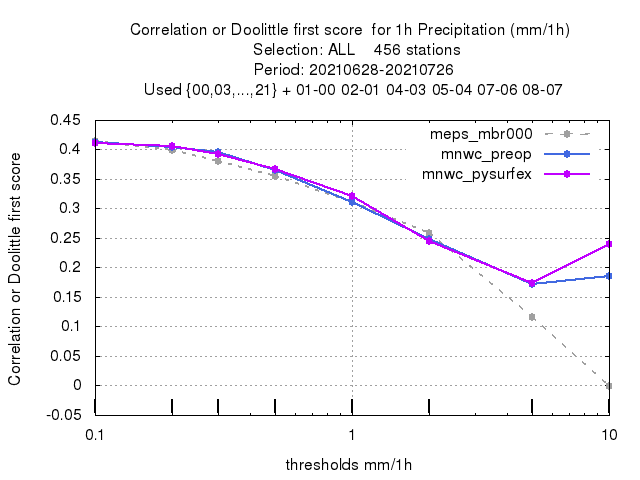 Correlation or Doolittle first score  for 1h Precipitation (mm/1h)
Selection: ALL    456 stations
Period: 20210628-20210726
Used {00,03,...,21} + 01-00 02-01 04-03 05-04 07-06 08-07
Correlation or Doolittle first score
0.45
0.4
0.35
0.3
0.25
0.2
0.15
0.1
0.05
0
-0.05
meps_mbr000
mnwc_preop
mnwc_pysurfex
0.1
1
10
thresholds mm/1h